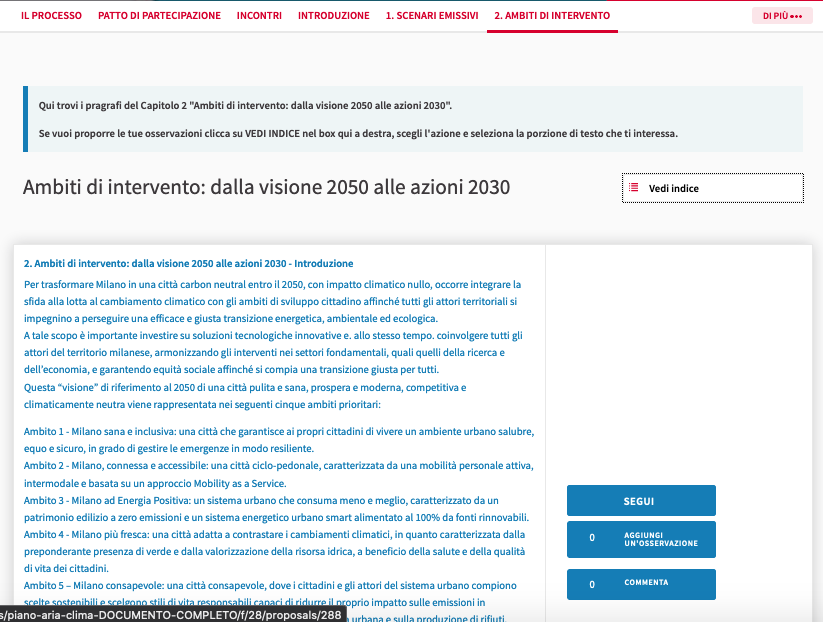 IL PROCESSO PATTO DI PARTECIPAZIONE INCONTRI INTRODUZIONE 1. SCENARI EMISSIVI 2. AMBITI DI INTERVENTO DI PIÙ •••
Qui trovi i pragrafi del Capitolo 2 "Ambiti di intervento: dalla visione 2050 alle azioni 2030".
Se vuoi proporre le tue osservazioni clicca su VEDI INDICE nel box qui a destra, scegli l'azione e seleziona la porzione di testo che ti interessa.
Ambiti di intervento: dalla visione 2050 alle azioni 2030
Vedi indice
2. Ambiti di intervento: dalla visione 2050 alle azioni 2030 - Introduzione
Per trasformare Milano in una città carbon neutral entro il 2050, con impatto climatico nullo, occorre integrare la
sfida alla lotta al cambiamento climatico con gli ambiti di sviluppo cittadino affinché tutti gli attori territoriali si
impegnino a perseguire una efficace e giusta transizione energetica, ambientale ed ecologica.
A tale scopo è importante investire su soluzioni tecnologiche innovative e. allo stesso tempo. coinvolgere tutti gli
attori del territorio milanese, armonizzando gli interventi nei settori fondamentali, quali quelli della ricerca e
dell'economia, e garantendo equità sociale affinché si compia una transizione giusta per tutti.
Questa "visione" di riferimento al 2050 di una città pulita e sana, prospera e moderna, competitiva e
climaticamente neutra viene rappresentata nei seguenti cinque ambiti prioritari:
Ambito 1 - Milano sana e inclusiva: una città che garantisce ai propri cittadini di vivere un ambiente urbano salubre,
equo e sicuro, in grado di gestire le emergenze in modo resiliente.
Ambito 2 - Milano, connessa e accessibile: una città ciclo-pedonale, caratterizzata da una mobilità personale attiva,
intermodale e basata su un approccio Mobility as a Service.
Ambito 3 - Milano ad Energia Positiva: un sistema urbano che consuma meno e meglio, caratterizzato da un
patrimonio edilizio a zero emissioni e un sistema energetico urbano smart alimentato al 100% da fonti rinnovabili.
Ambito 4 - Milano più fresca: una città adatta a contrastare i cambiamenti climatici, in quanto caratterizzata dalla
preponderante presenza di verde e dalla valorizzazione della risorsa idrica, a beneficio della salute e della qualità
di vita dei cittadini.
Ambito 5 – Milano consapevole: una città consapevole, dove i cittadini e gli attori del sistema urbano compiono
scelte sostenibili e scelgono stili di vita responsabili capaci di ridurre il proprio impatto sulle emissioni in
urbana e sulla produzione di rifiuti.
SEGUI
0 AGGIUNGI
UN'OSSERVAZIONE
0 COMMENTA
s/piano-aria-clima-DOCUMENTO-COMPLETO/f/28/proposals/288